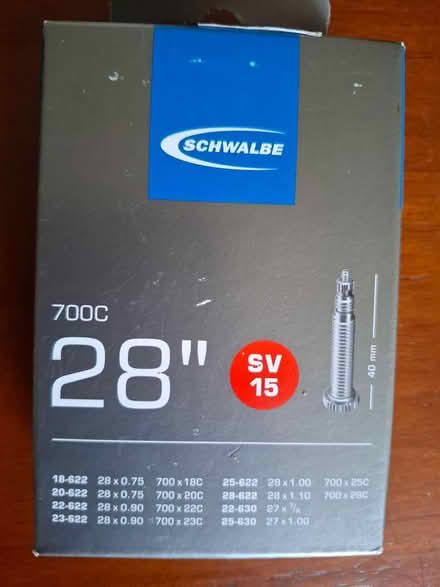 SCHWALBE
700C
28"
SV
15
40 mm
18-622 28 x 0.75 700 x 18C
20-622 28 x 0.75 700 x 20C
22-622 28 x 0.90 700 x 22C
23-622 28 x 0.90 700 x 23C
25-622 28 x 1.00 700 x 25C
28-622 28 x 1.10 700 x 28C
22-630 27 x 7/8
25-630 27 x 1.00